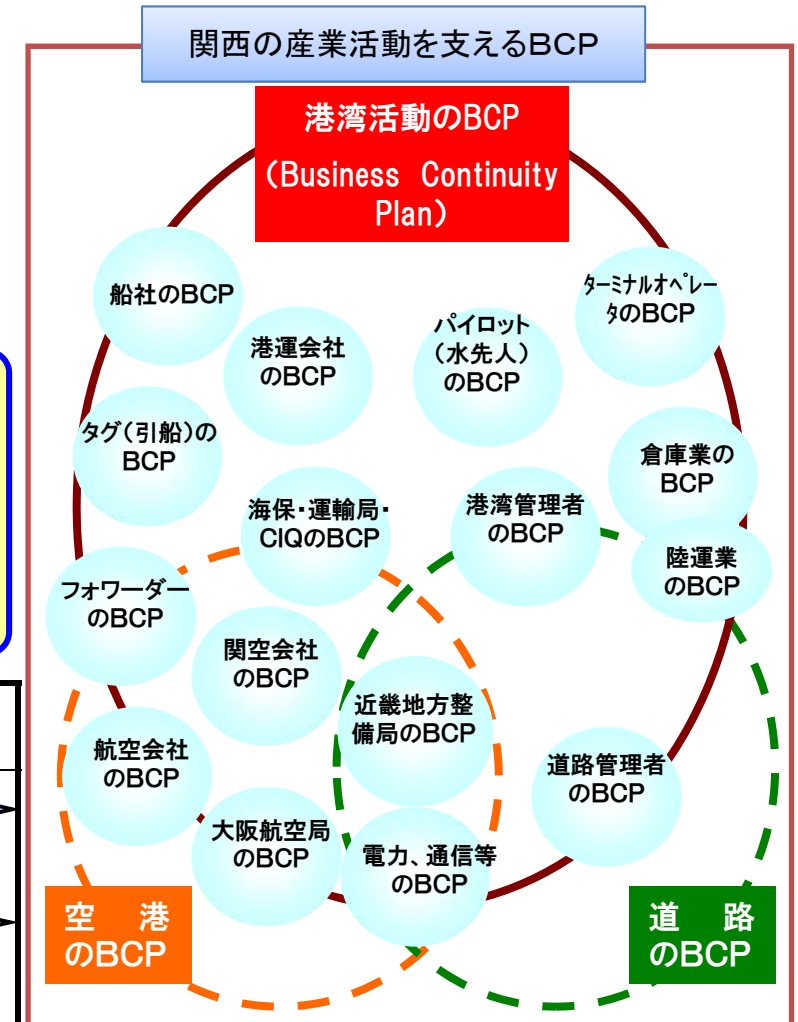 関西の産業活動を支えるBCP
港湾活動のBCP
(Business Continuity
Plan)
船社のBCP
ターミナルオペレー
タのBCP
港運会社
のBCP
パイロット
(水先人)
のBCP
タグ(引船)の
BCP
倉庫業の
BCP
海保・運輸局・
CIQのBCP
港湾管理者
のBCP
陸運業
のBCP
フォワーダー
のBCP
関空会社
のBCP
近畿地方整
備局のBCP
航空会社
のBCP
道路管理者
のBCP
大阪航空局
のBCP
電力、通信等
のBCP
空 港
のBCP
道 路
のBCP